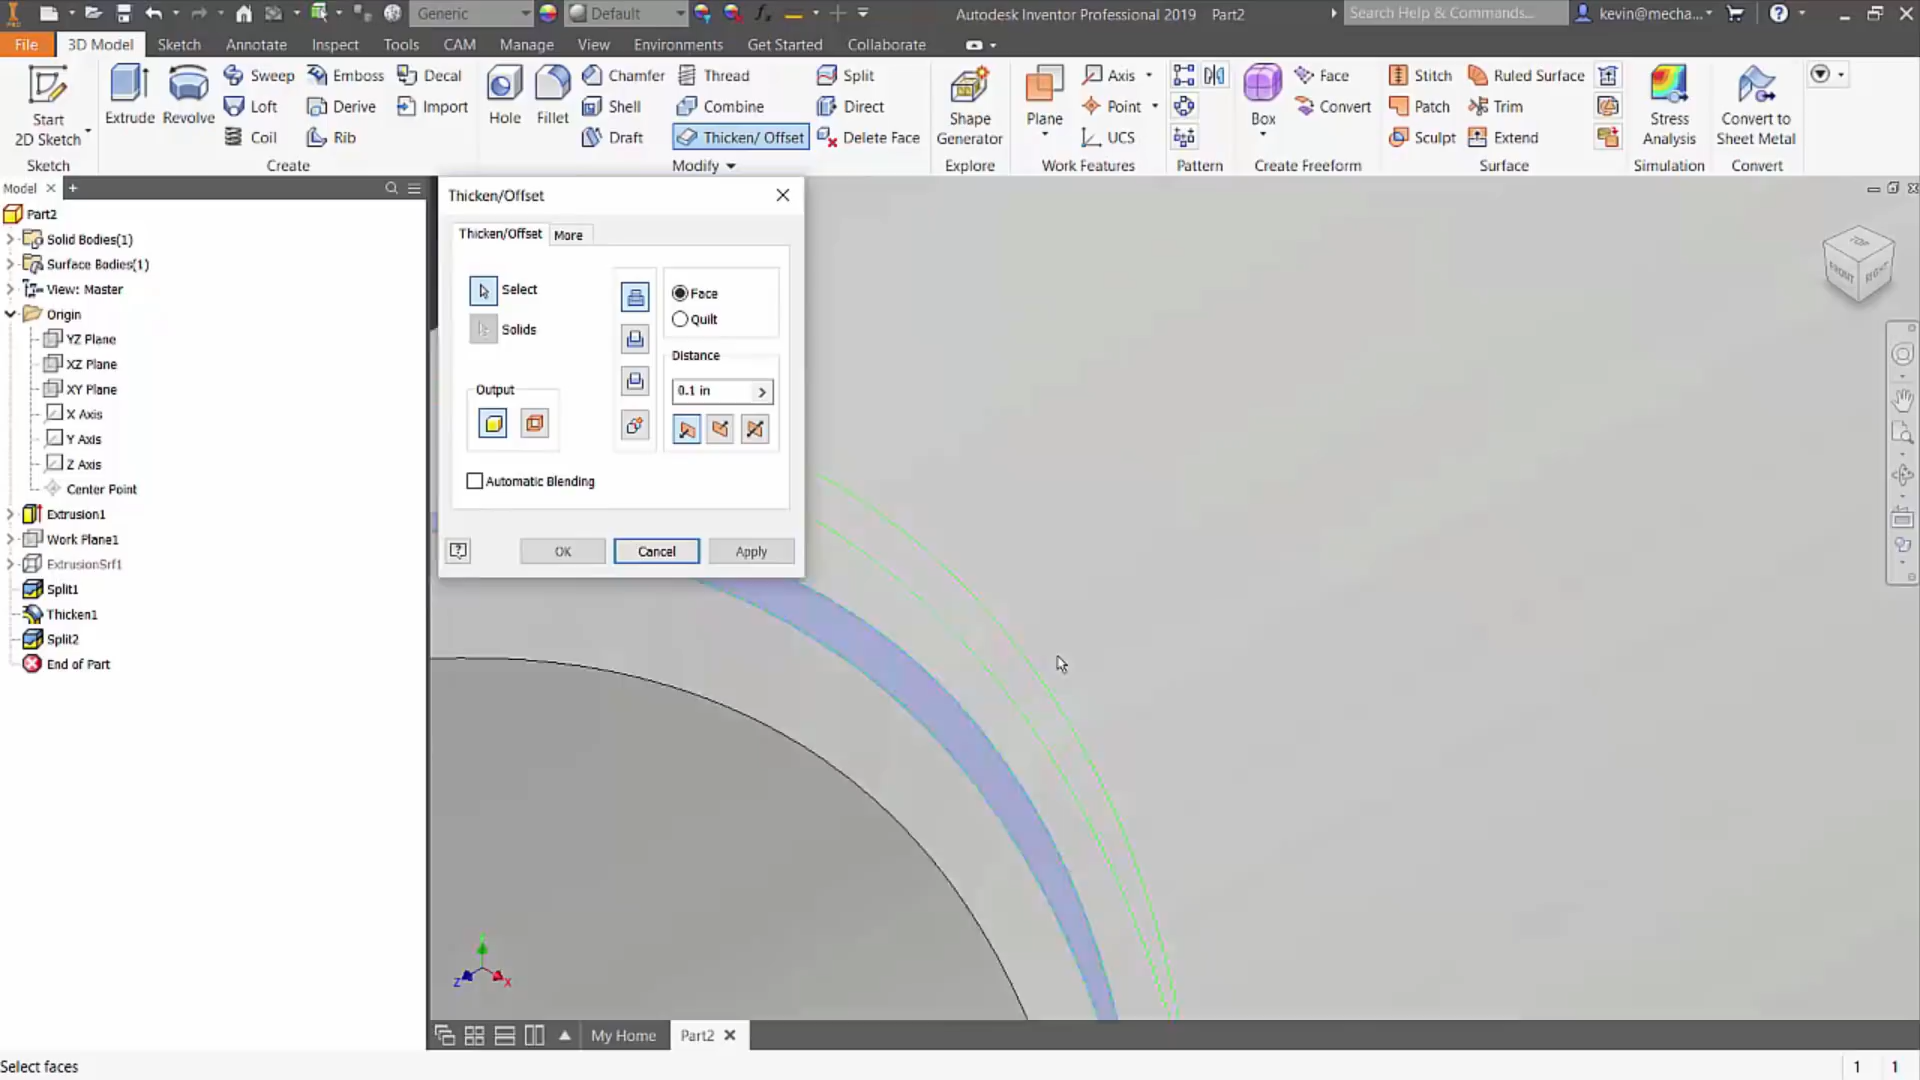 Generic
Default
Autodesk Inventor Professional 2019 Part2
Search Help & Commands...
kevin@mecha...
File
3D Model
Sketch
Annotate
Inspect
Tools
CAM
Manage
View
Environments
Get Started
Collaborate
Start
2D Sketch
Sketch
Extrude
Revolve
Sweep
Loft
Coil
Emboss
Derive
Rib
Decal
Import
Create
Hole
Fillet
Chamfer
Shell
Draft
Thread
Combine
Thicken/ Offset
Split
Direct
Delete Face
Modify
Shape
Generator
Explore
Plane
Axis
Point
UCS
Work Features
Pattern
Box
Face
Convert
Create Freeform
Stitch
Patch
Sculpt
Ruled Surface
Trim
Extend
Surface
Stress
Analysis
Simulation
Convert to
Sheet Metal
Convert
Model
Part2
Solid Bodies(1)
Surface Bodies(1)
View: Master
Origin
YZ Plane
XZ Plane
XY Plane
X Axis
Y Axis
Z Axis
Center Point
Extrusion1
Work Plane1
ExtrusionSrf1
Split1
Thicken1
Split2
End of Part
Thicken/Offset
Thicken/Offset
More
Select
Solids
Face
Quilt
Distance
0.1 in
Output
Automatic Blending
OK
Cancel
Apply
TOP
FRONT
RIGHT
Z
X
My Home
Part2
Select faces
1 1